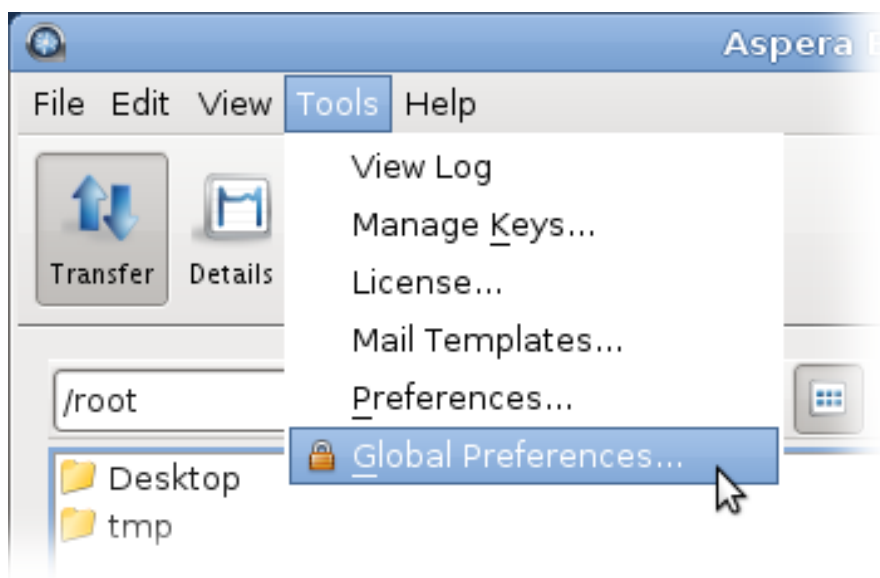 Aspera
File Edit View Tools Help
View Log
Manage Keys...
License...
Mail Templates...
Preferences...
Global Preferences...
Transfer Details
/root
Desktop
tmp